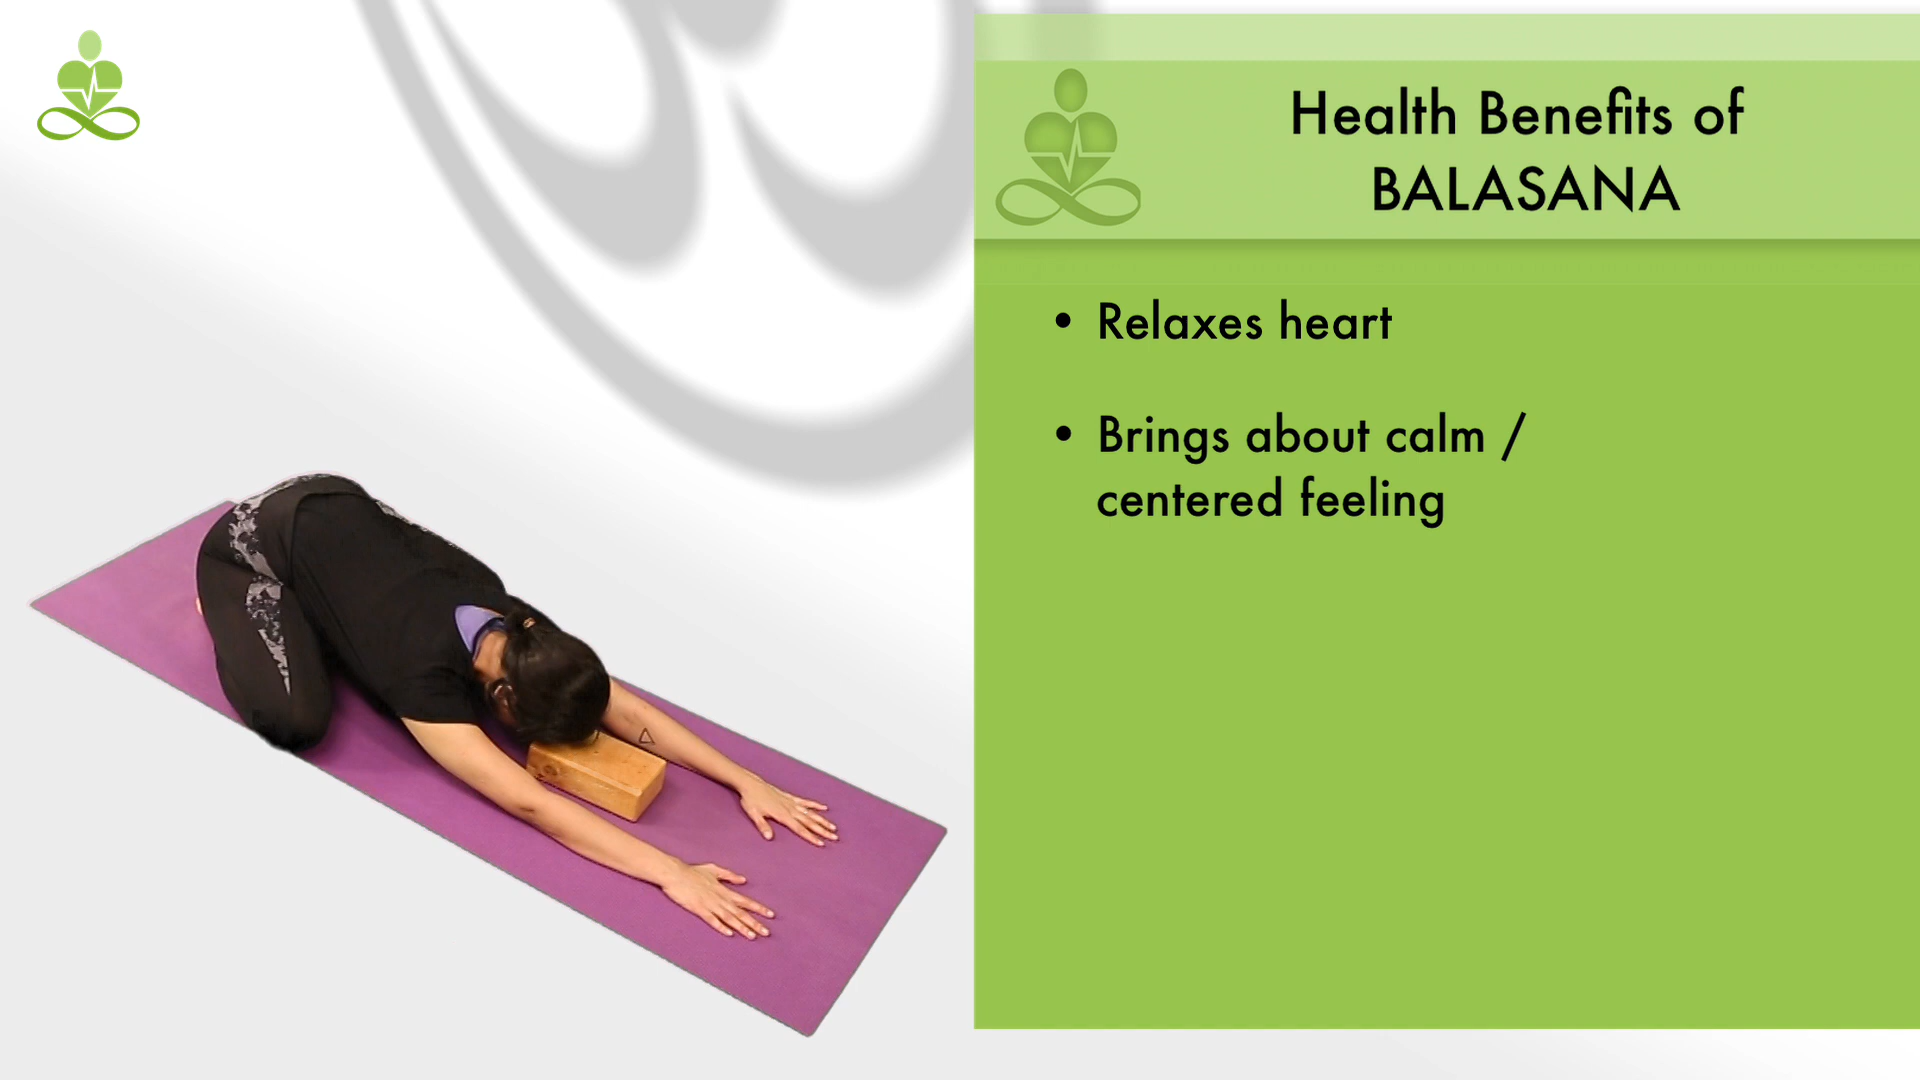 Health Benefits of
BALASANA
• Relaxes heart
• Brings about calm /
centered feeling